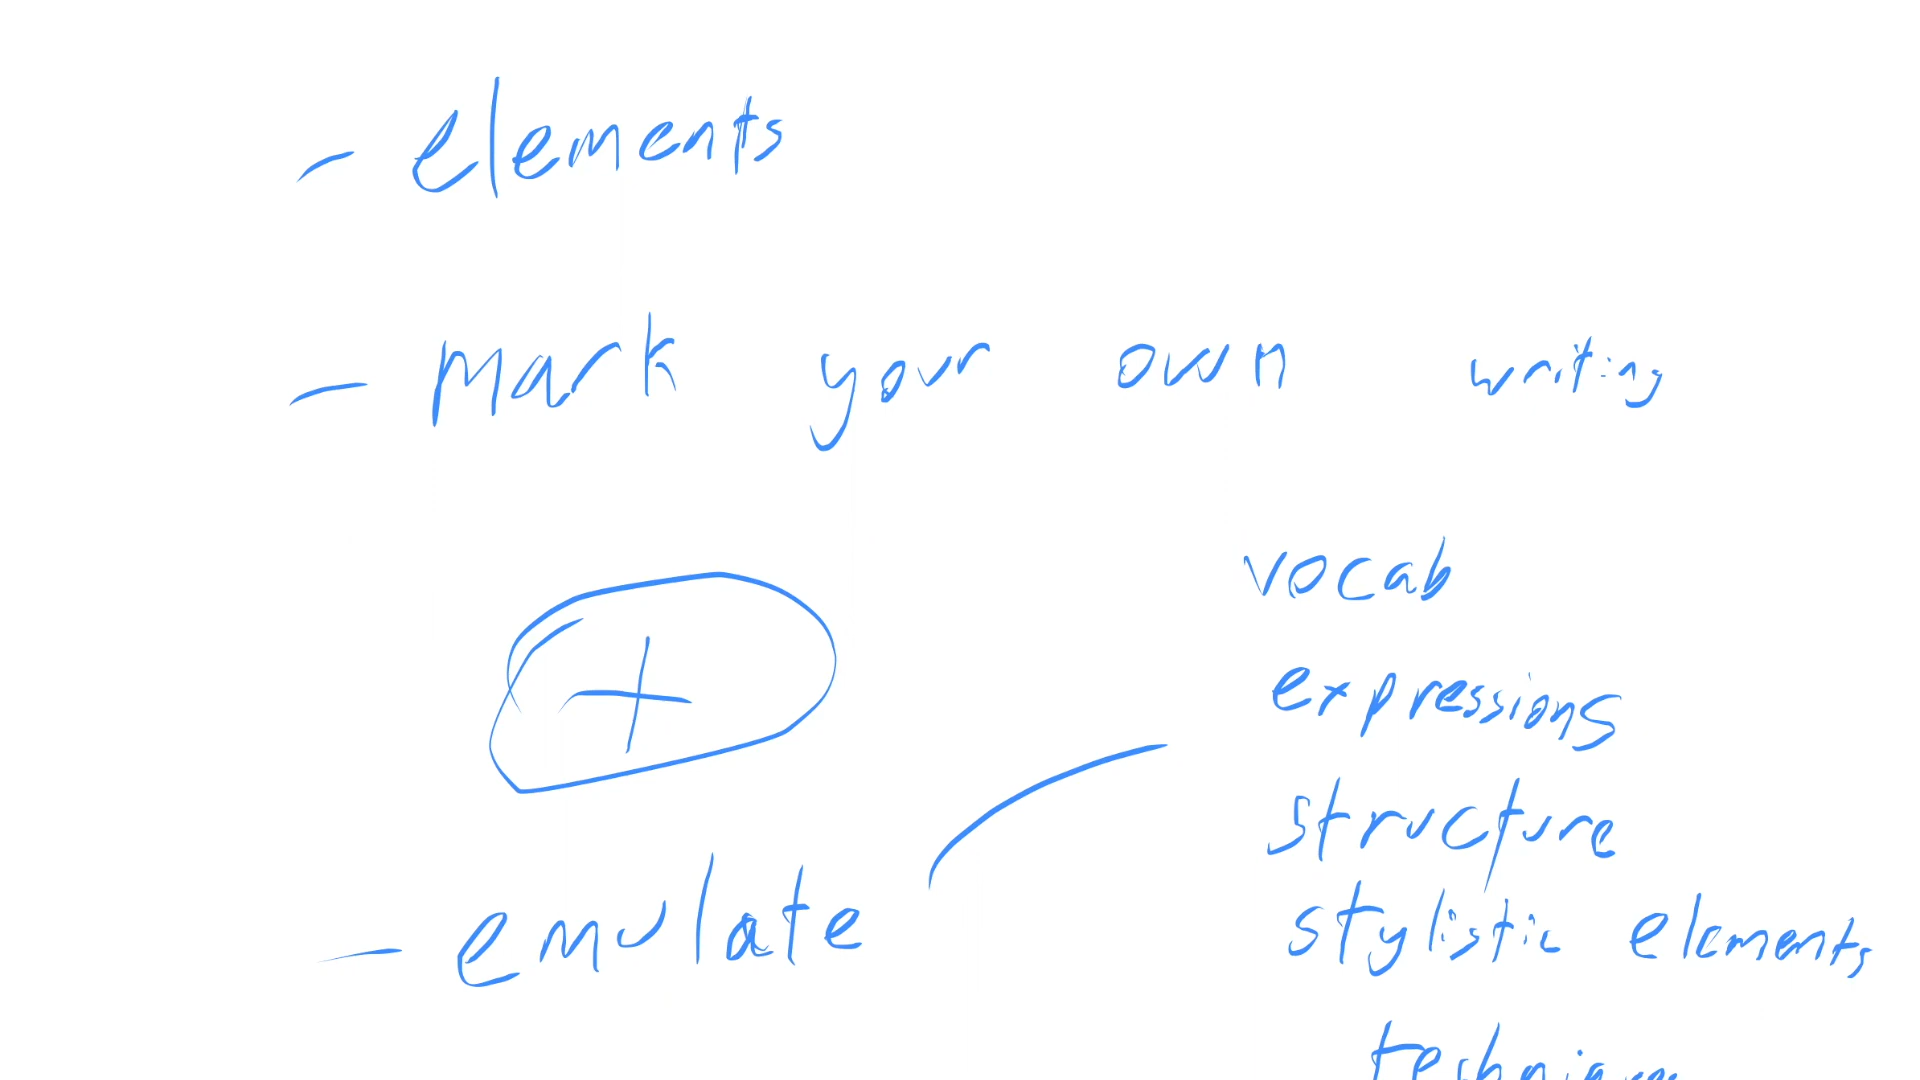 - elements
- Mark your own writing
+
vocab
expressions
structure
- emulate
stylistic elements